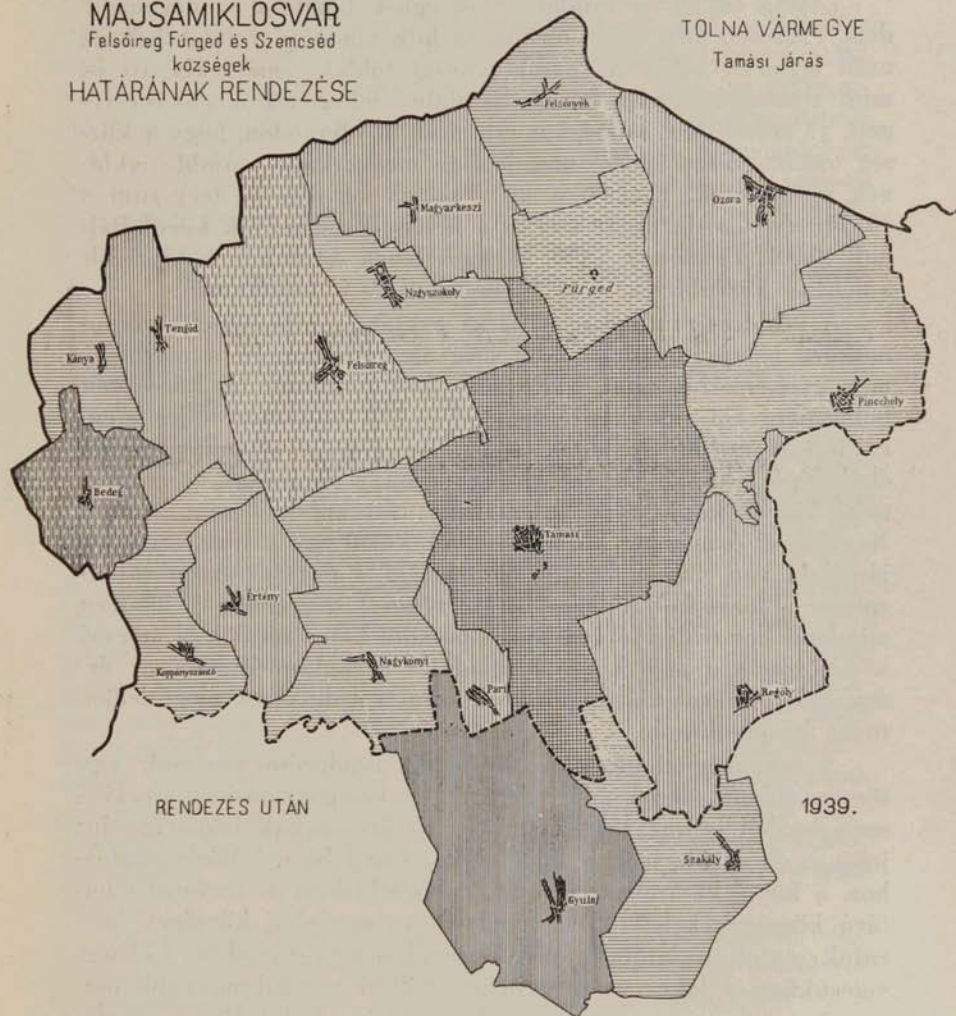 MAJSAMIKLÓSVÁR
Felsőireg Fürged és Szemcséd
községek
HATÁRÁNAK RENDEZÉSE
TOLNA VÁRMEGYE
Tamási járás
Felsőnyék
Magyarkeszi
Ozora
Nagyszokoly
Fürged
Tengőd
Kánya
Felsőireg
Pincehely
Bedeg
Tamási
Értény
Koppányszántó
Nagykónyi
Pári
Regöly
RENDEZÉS UTÁN
1939.
Szakály
Gyulaj